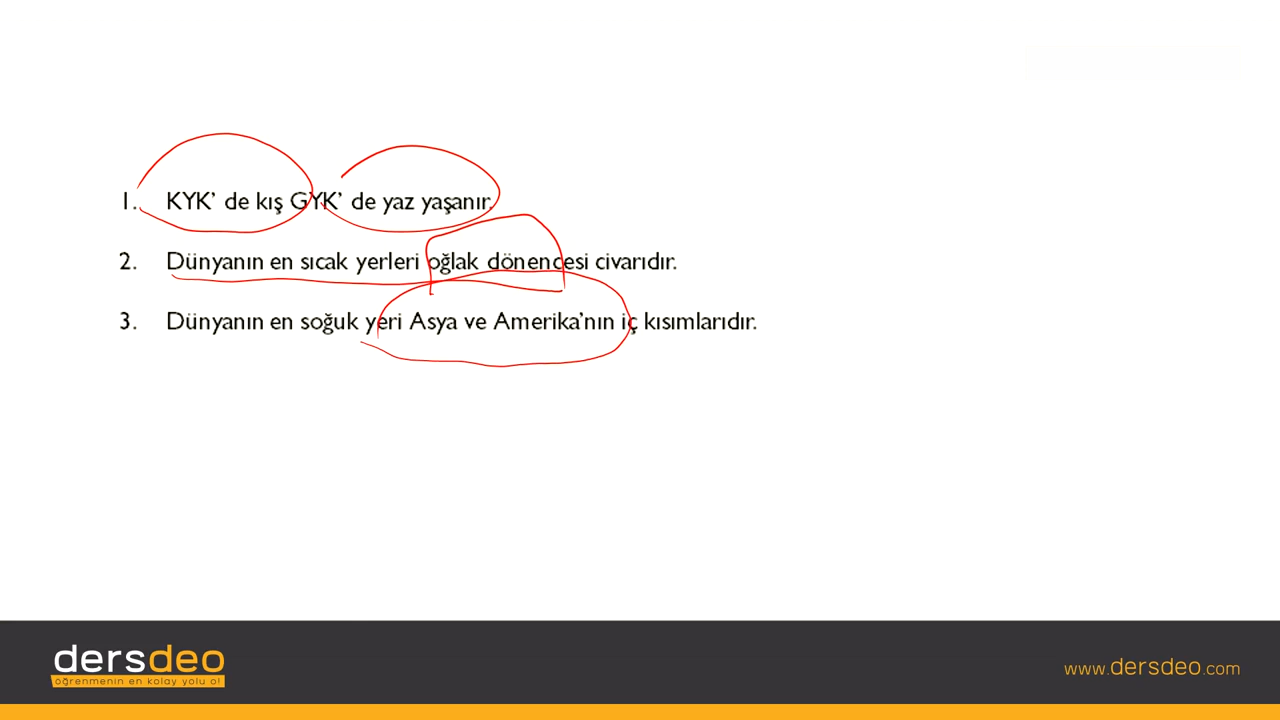 1. KYK' de kış GYK' de yaz yaşanır.
2. Dünyanın en sıcak yerleri oğlak dönencesi civarıdır.
3. Dünyanın en soğuk yeri Asya ve Amerika'nın iç kısımlarıdır.
dersdeo
öğrenmenin en kolay yolu o!
www.dersdeo.com